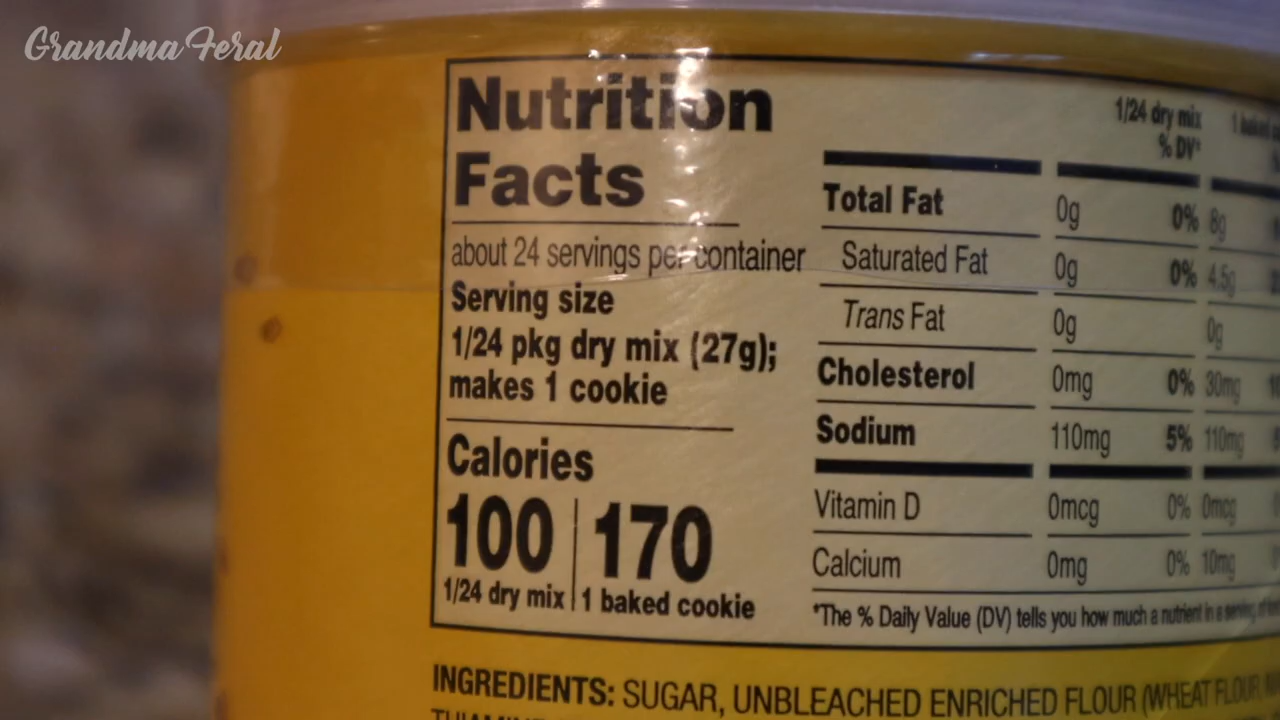 Grandma Feral
Nutrition
Facts
about 24 servings per container
Serving size
1/24 pkg dry mix (27g);
makes 1 cookie
Calories
100 170
1/24 dry mix 1 baked cookie
1/24 dry mix 1 baked
% DV*
Total Fat 0g 0% 8g
Saturated Fat 0g 0% 4.5g
Trans Fat 0g 0g
Cholesterol 0mg 0% 30mg
Sodium 110mg 5% 110mg
Vitamin D 0mcg 0% 0mcg
Calcium 0mg 0% 10mg
*The % Daily Value (DV) tells you how much a nutrient in a serving of
INGREDIENTS: SUGAR, UNBLEACHED ENRICHED FLOUR (WHEAT FLOUR,